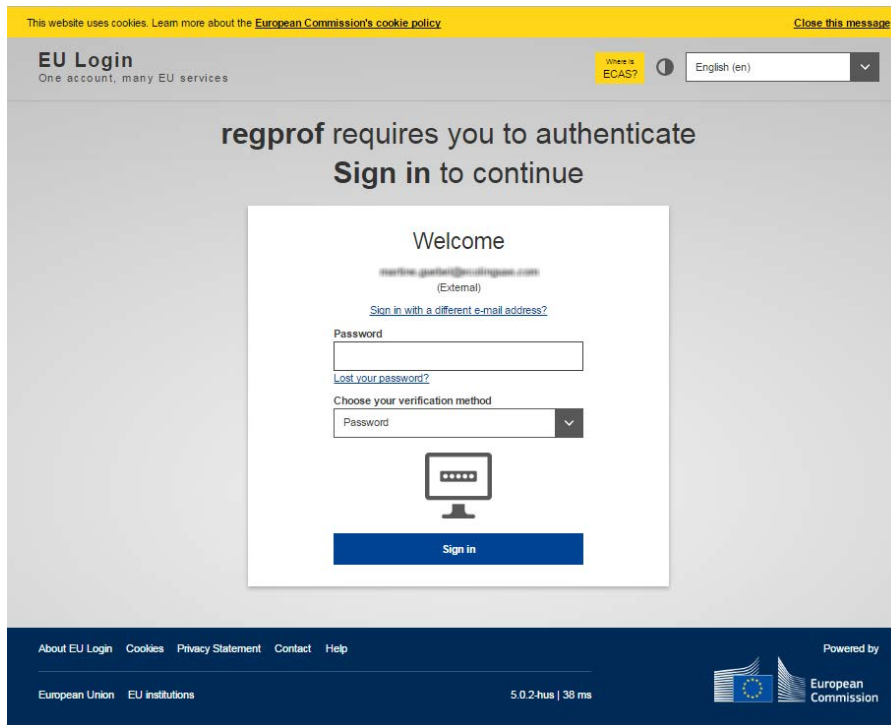 This website uses cookies. Learn more about the European Commission's cookie policy Close this message
EU Login
One account, many EU services
Where is
ECAS?
English (en)
regprof requires you to authenticate
Sign in to continue
Welcome
(External)
Sign in with a different e-mail address?
Password
Lost your password?
Choose your verification method
Password
Sign in
About EU Login Cookies Privacy Statement Contact Help
Powered by
European Union EU institutions
5.0.2-hus | 38 ms
European
Commission